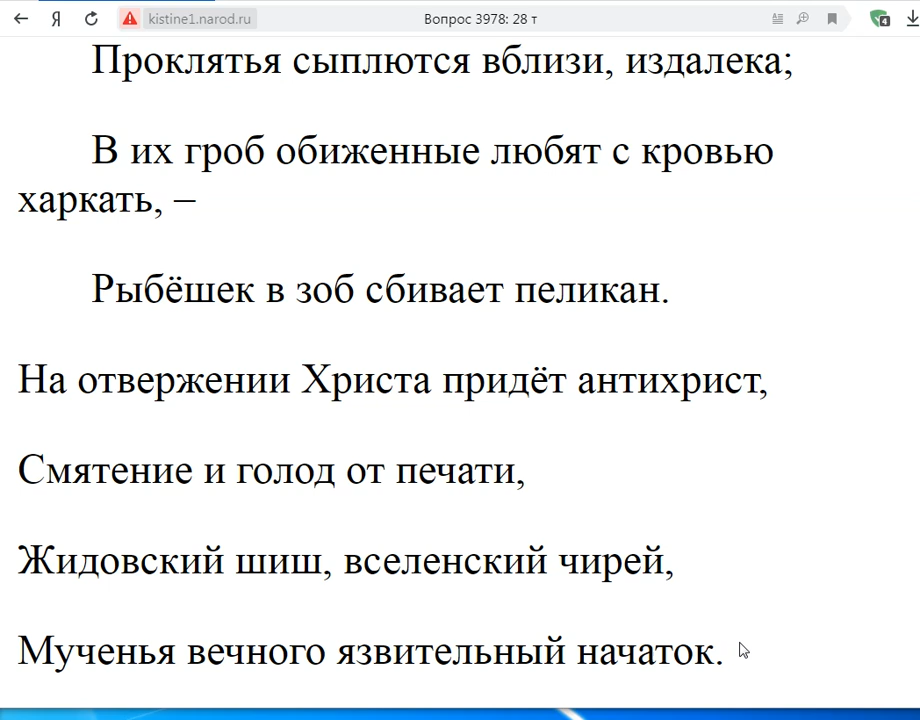 Я kistine1.narod.ru Вопрос 3978: 28 т 4
Проклятья сыплются вблизи, издалека;
В их гроб обиженные любят с кровью
харкать, –
Рыбёшек в зоб сбивает пеликан.
На отвержении Христа придёт антихрист,
Смятение и голод от печати,
Жидовский шиш, вселенский чирей,
Мученья вечного язвительный начаток.